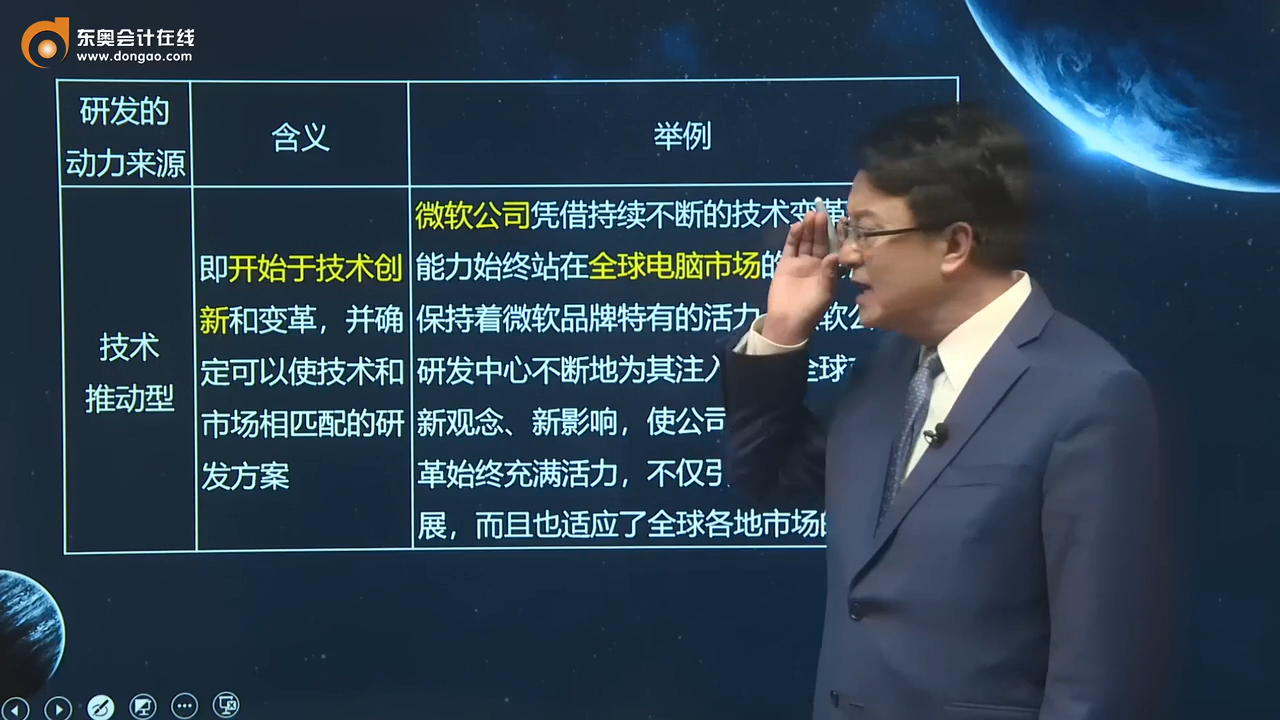 东奥会计在线
www.dongao.com
研发的
动力来源
含义
举例
技术
推动型
即开始于技术创
新和变革，并确
定可以使技术和
市场相匹配的研
发方案
微软公司凭借持续不断的技术变革
能力始终站在全球电脑市场的
保持着微软品牌特有的活力
软公
研发中心不断地为其注入
全球
新观念、新影响，使公司
革始终充满活力，不仅引
展，而且也适应了全球各地市场的